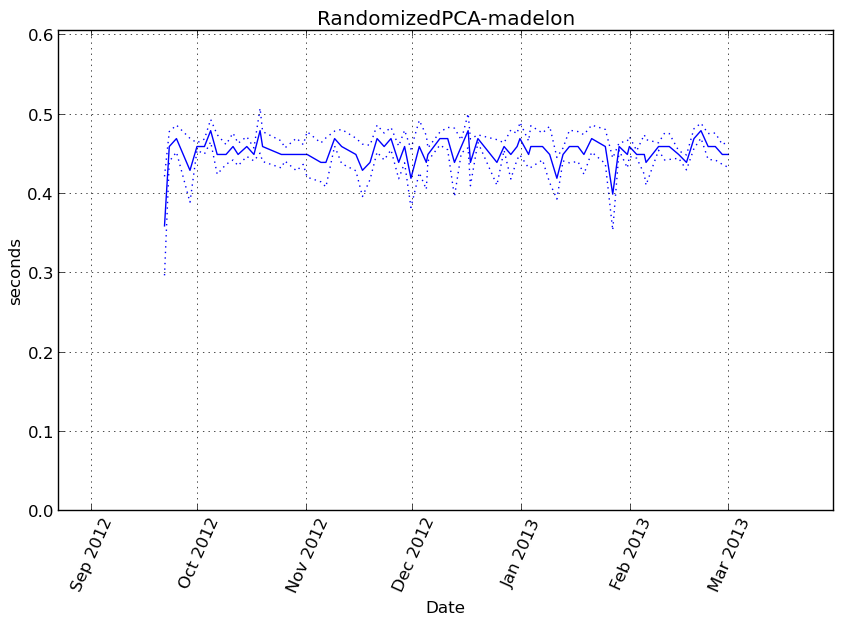 RandomizedPCA-madelon
0.6
0.5
0.4
0.3
0.2
0.1
0.0
seconds
Sep 2012
Oct 2012
Nov 2012
Dec 2012
Jan 2013
Feb 2013
Mar 2013
Date